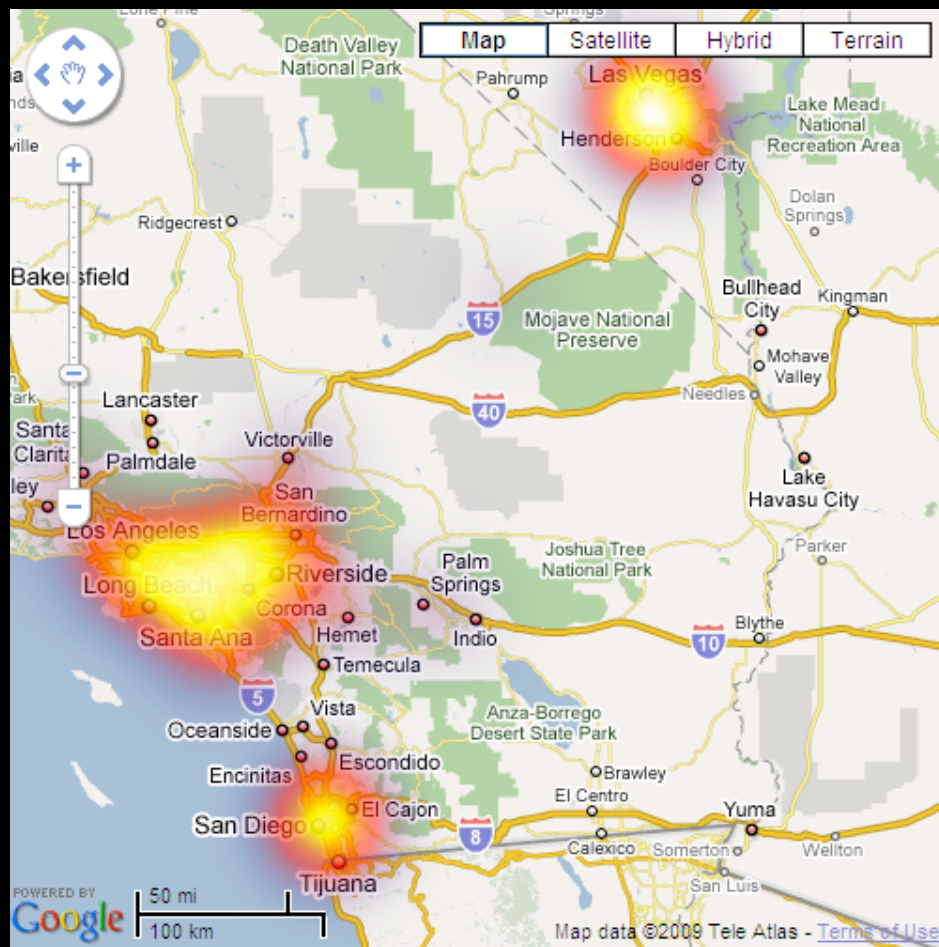 Lone Pine
Springs
Map
Satellite
Hybrid
Terrain
Death Valley
National Park
Pahrump
Las Vegas
Lake Mead
National
Recreation Area
Henderson
Boulder City
ville
Dolan
Springs
Ridgecrest
Bakersfield
Bullhead
City
Kingman
15
Mojave National
Preserve
Mohave
Valley
Needles
40
Lancaster
Santa
Clarita
Palmdale
Victorville
ley
Lake
Havasu City
San
Bernardino
Los Angeles
Parker
Joshua Tree
National Park
Palm
Springs
Long Beach
Riverside
Corona
Santa Ana
Hemet
Indio
Blythe
10
Temecula
5
Vista
Oceanside
Anza-Borrego
Desert State Park
Encinitas
Escondido
Brawley
El Centro
El Cajon
San Diego
8
Yuma
Calexico
Somerton
Wellton
Tijuana
San Luis
POWERED BY
Google
50 mi
100 km
Map data ©2009 Tele Atlas - Terms of Use